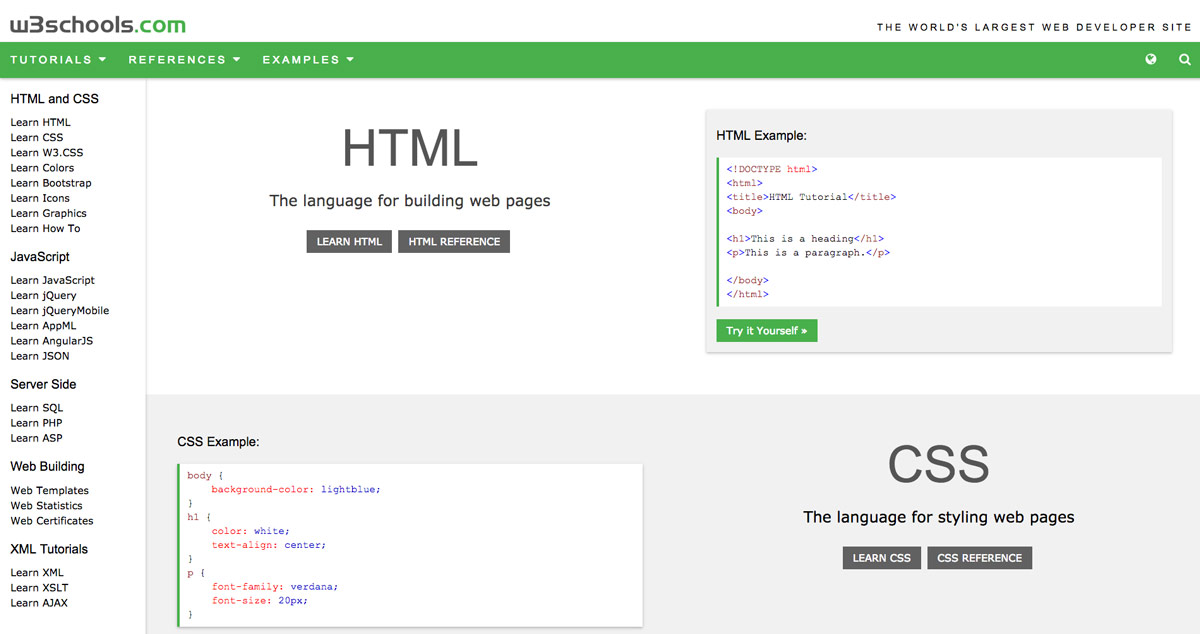 w3schools.com
THE WORLD'S LARGEST WEB DEVELOPER SITE
TUTORIALS REFERENCES EXAMPLES
HTML and CSS
Learn HTML
Learn CSS
Learn W3.CSS
Learn Colors
Learn Bootstrap
Learn Icons
Learn Graphics
Learn How To
JavaScript
Learn JavaScript
Learn jQuery
Learn jQueryMobile
Learn AppML
Learn AngularJS
Learn JSON
Server Side
Learn SQL
Learn PHP
Learn ASP
Web Building
Web Templates
Web Statistics
Web Certificates
XML Tutorials
Learn XML
Learn XSLT
Learn AJAX
HTML
The language for building web pages
LEARN HTML HTML REFERENCE
HTML Example:
<!DOCTYPE html>
<html>
<title>HTML Tutorial</title>
<body>
<h1>This is a heading</h1>
<p>This is a paragraph.</p>
</body>
</html>
Try it Yourself »
CSS Example:
body {
background-color: lightblue;
}
h1 {
color: white;
text-align: center;
}
p {
font-family: verdana;
font-size: 20px;
}
CSS
The language for styling web pages
LEARN CSS CSS REFERENCE